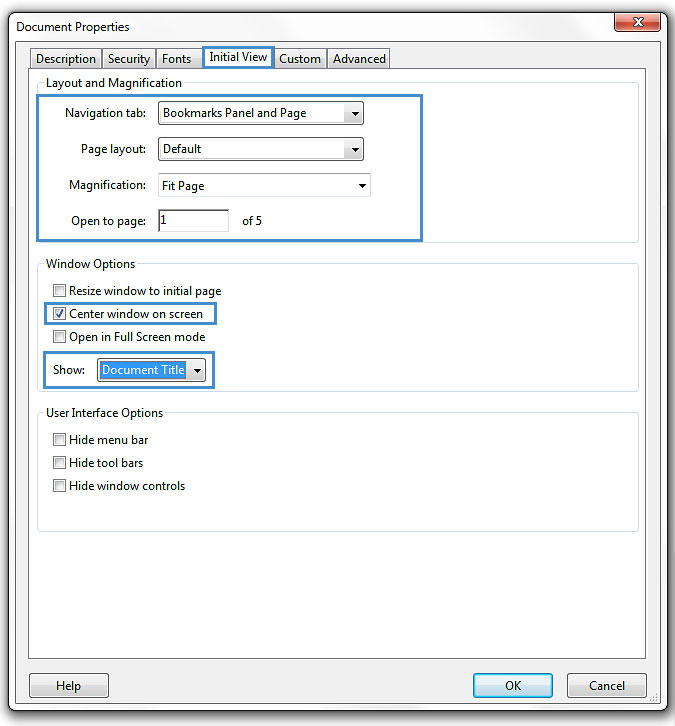 Document Properties
Description Security Fonts Initial View Custom Advanced
Layout and Magnification
Navigation tab: Bookmarks Panel and Page
Page layout: Default
Magnification: Fit Page
Open to page: 1 of 5
Window Options
Resize window to initial page
Center window on screen
Open in Full Screen mode
Show: Document Title
User Interface Options
Hide menu bar
Hide tool bars
Hide window controls
Help OK Cancel